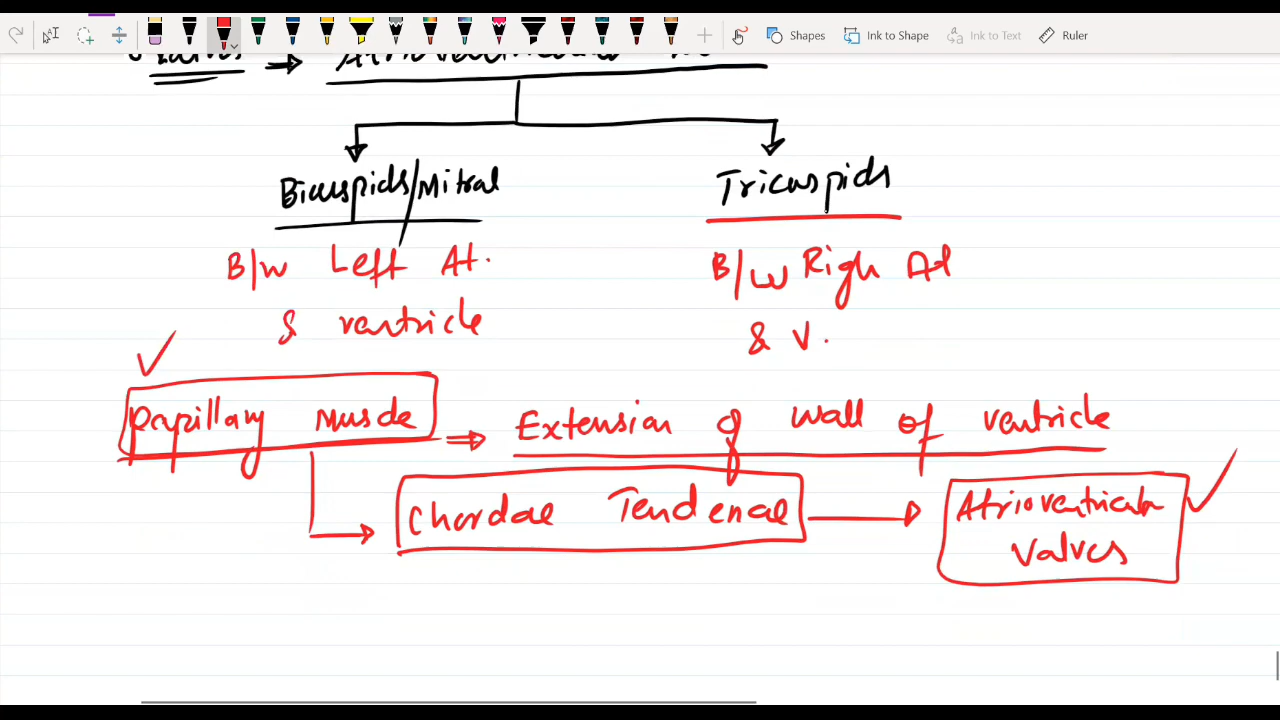 Shapes Ink to Shape Ink to Text Ruler
Valves
Bicuspids/Mitral Tricuspids
B/w Left At. B/w Righ At
& ventricle & V.
Papillary Muscle ⇒ Extension of wall of ventricle
Chordae Tendenae → Atrioventricular
Valves